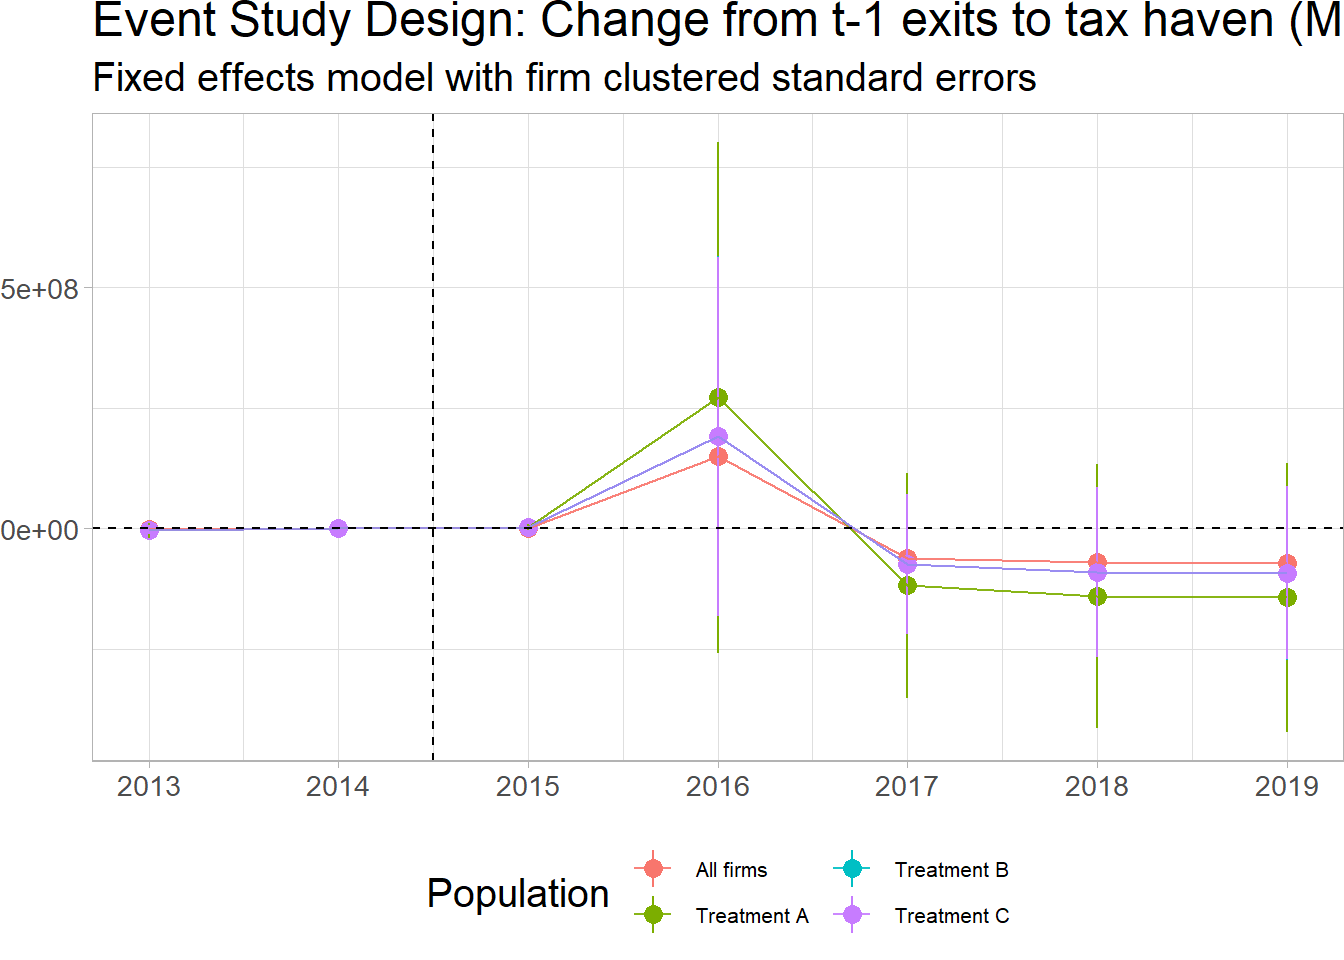 Event Study Design: Change from t-1 exits to tax haven (M
Fixed effects model with firm clustered standard errors
5e+08
0e+00
2013 2014 2015 2016 2017 2018 2019
Population
All firms
Treatment B
Treatment A
Treatment C